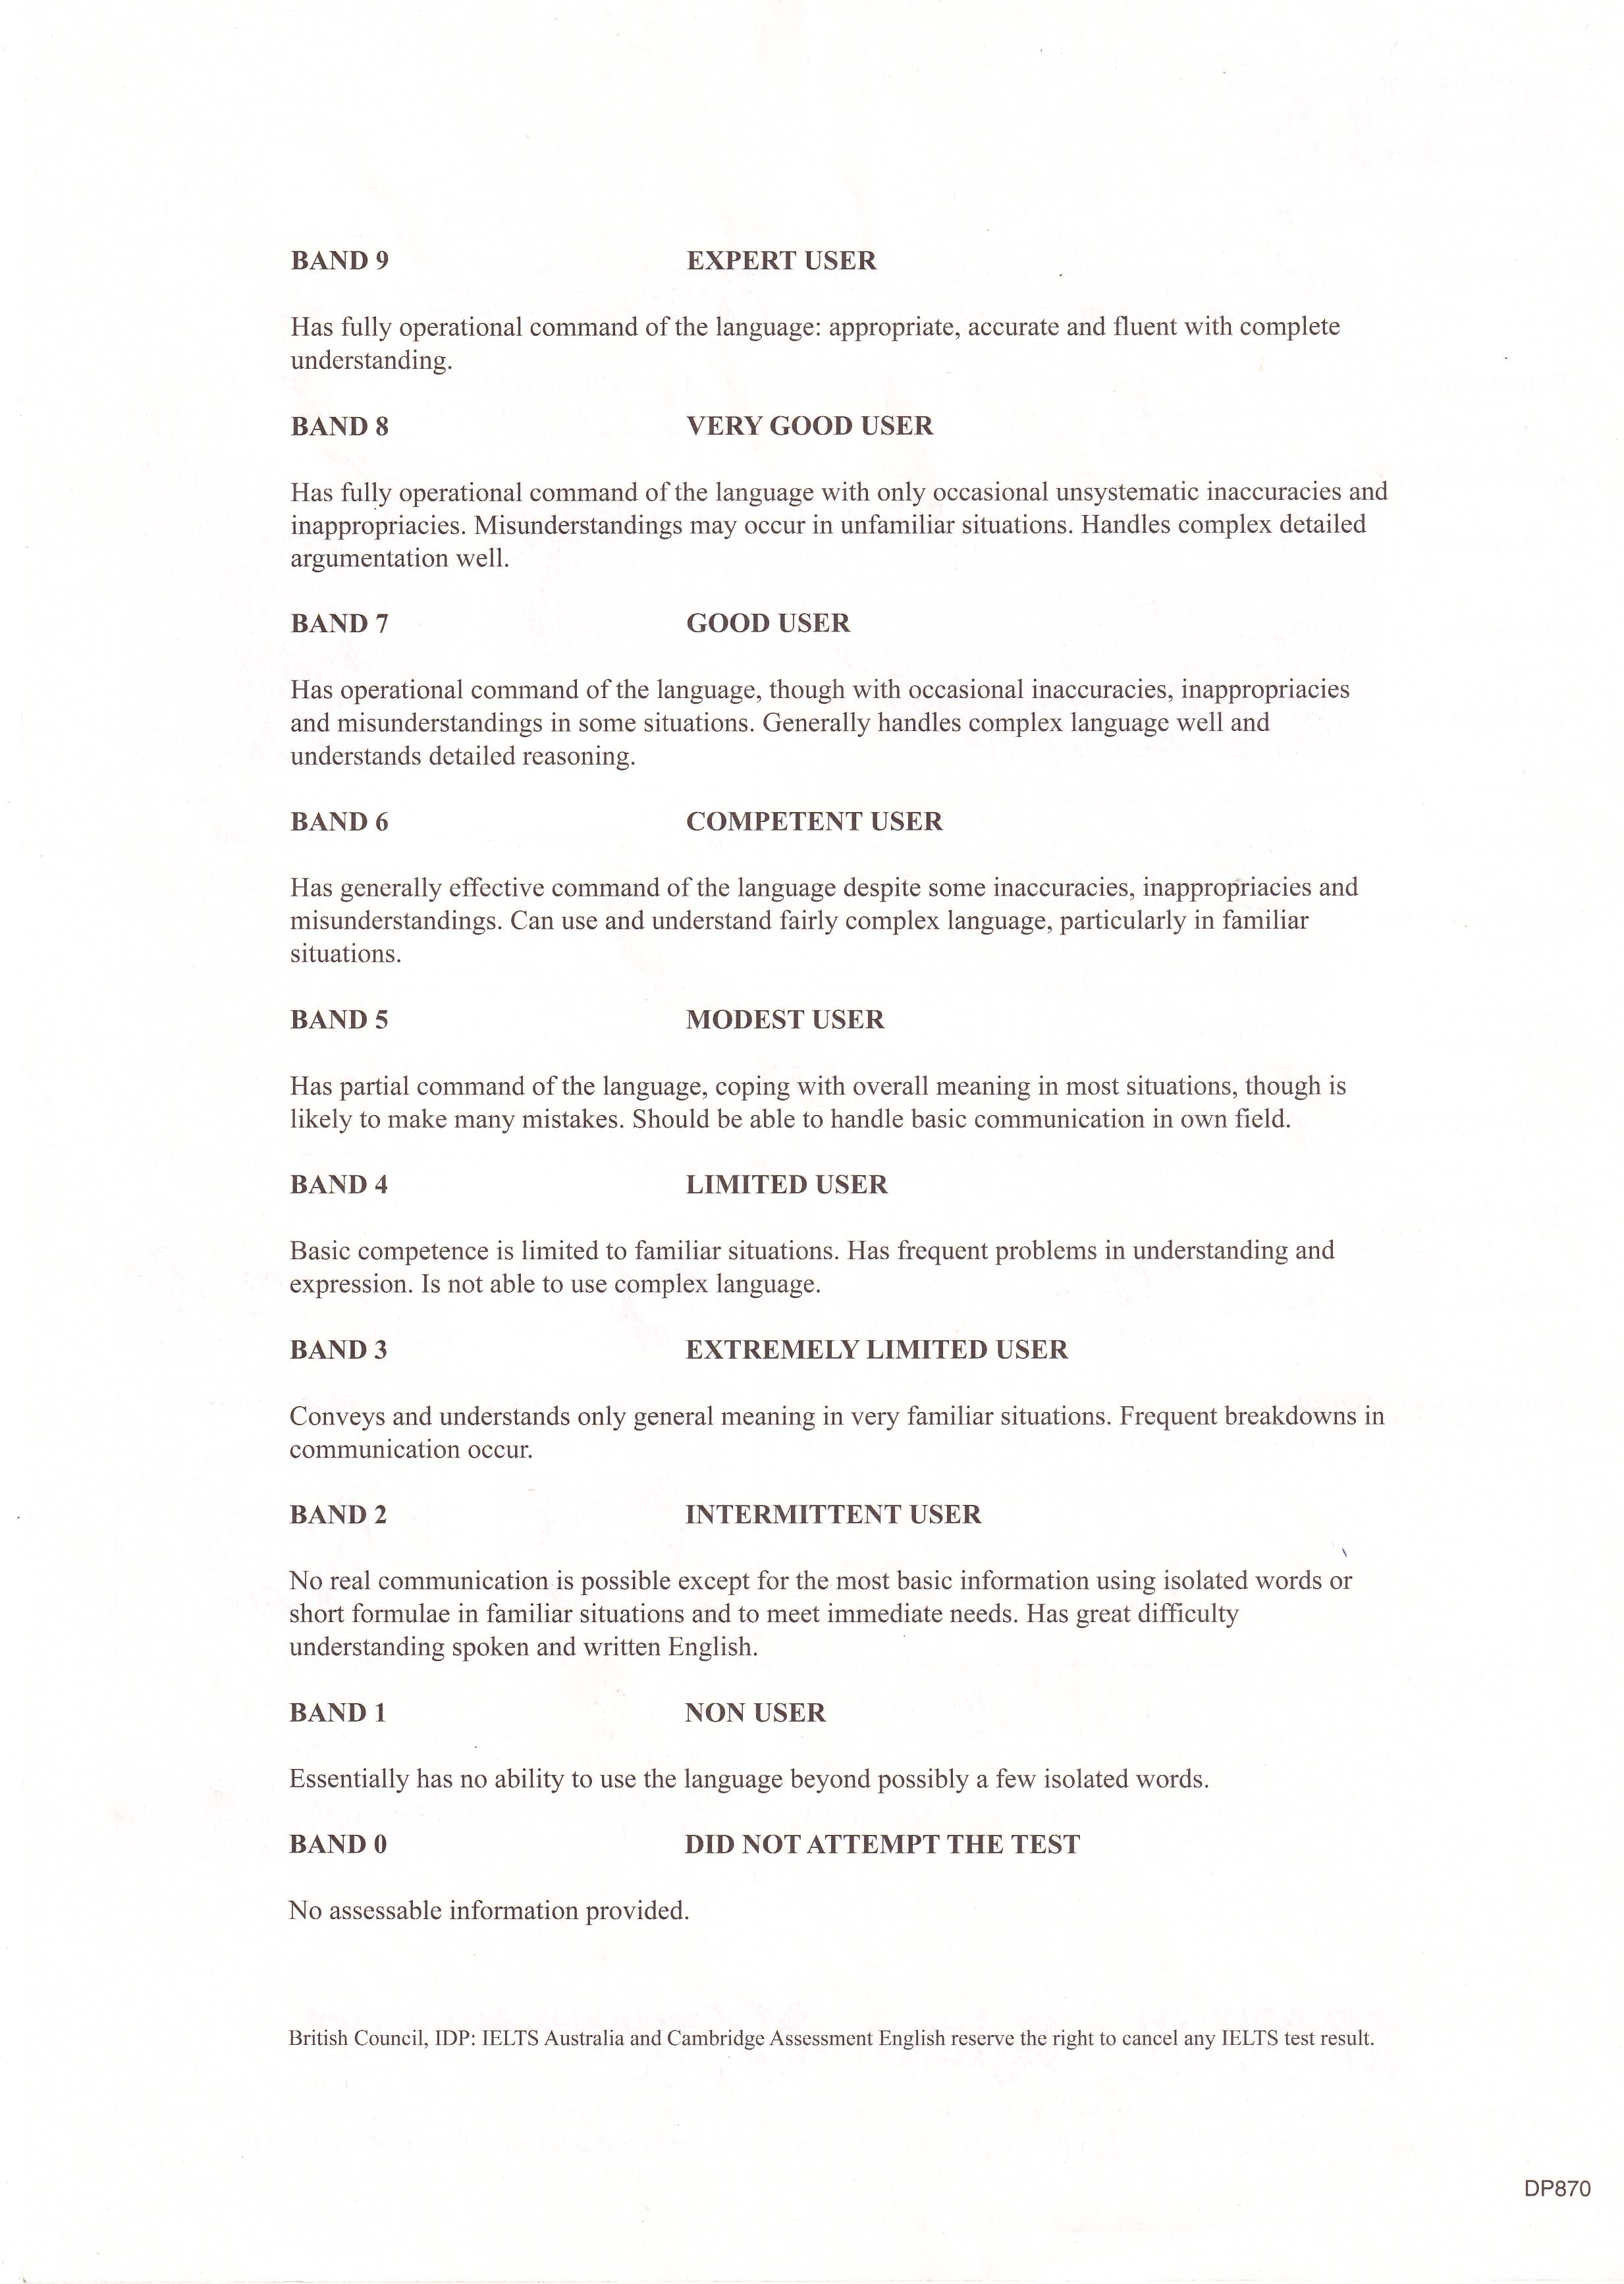 BAND 9 EXPERT USER
Has fully operational command of the language: appropriate, accurate and fluent with complete
understanding.
BAND 8 VERY GOOD USER
Has fully operational command of the language with only occasional unsystematic inaccuracies and
inappropriacies. Misunderstandings may occur in unfamiliar situations. Handles complex detailed
argumentation well.
BAND 7 GOOD USER
Has operational command of the language, though with occasional inaccuracies, inappropriacies
and misunderstandings in some situations. Generally handles complex language well and
understands detailed reasoning.
BAND 6 COMPETENT USER
Has generally effective command of the language despite some inaccuracies, inappropriacies and
misunderstandings. Can use and understand fairly complex language, particularly in familiar
situations.
BAND 5 MODEST USER
Has partial command of the language, coping with overall meaning in most situations, though is
likely to make many mistakes. Should be able to handle basic communication in own field.
BAND 4 LIMITED USER
Basic competence is limited to familiar situations. Has frequent problems in understanding and
expression. Is not able to use complex language.
BAND 3 EXTREMELY LIMITED USER
Conveys and understands only general meaning in very familiar situations. Frequent breakdowns in
communication occur.
BAND 2 INTERMITTENT USER
No real communication is possible except for the most basic information using isolated words or
short formulae in familiar situations and to meet immediate needs. Has great difficulty
understanding spoken and written English.
BAND 1 NON USER
Essentially has no ability to use the language beyond possibly a few isolated words.
BAND 0 DID NOT ATTEMPT THE TEST
No assessable information provided.
British Council, IDP: IELTS Australia and Cambridge Assessment English reserve the right to cancel any IELTS test result.
DP870